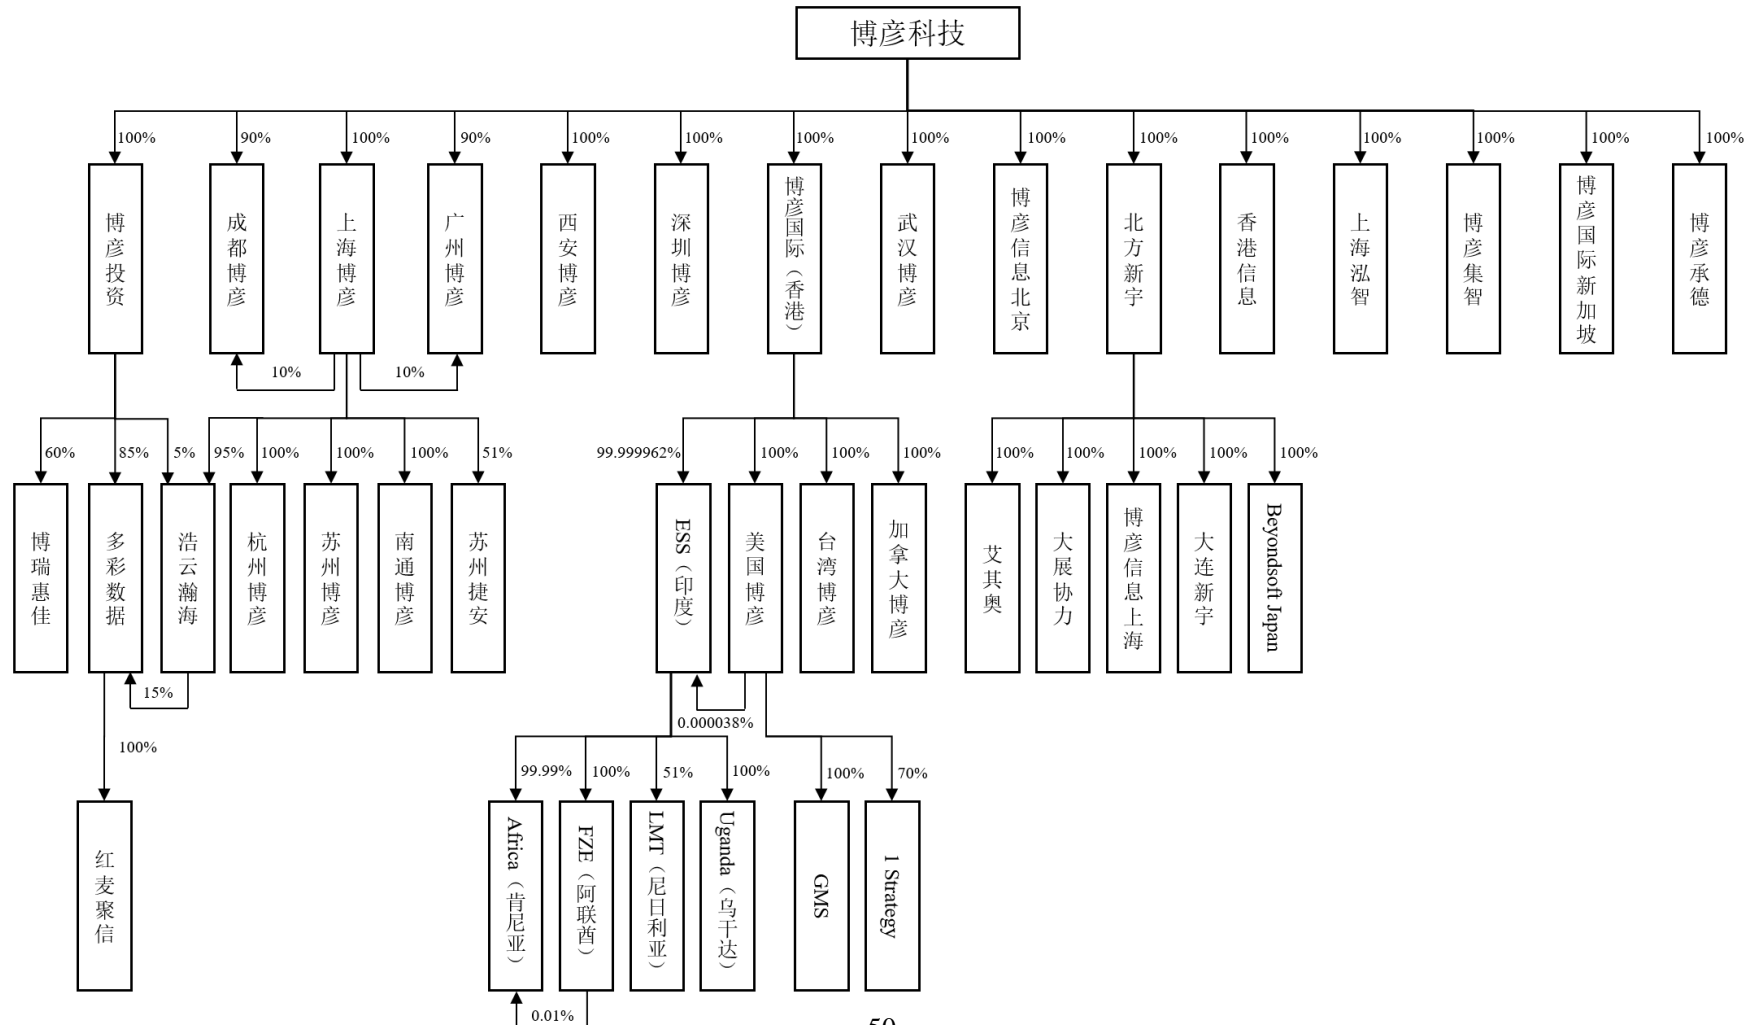 博彦科技
100%
90%
100%
90%
100%
100%
100%
100%
100%
100%
100%
100%
100%
100%
100%
博彦投资
成都博彦
上海博彦
广州博彦
西安博彦
深圳博彦
博彦国际（香港）
武汉博彦
博彦信息北京
北方新宇
香港信息
上海泓智
博彦集智
博彦国际新加坡
博彦承德
10%
10%
60%
85%
5%
95%
100%
100%
100%
51%
99.999962%
100%
100%
100%
100%
100%
100%
100%
100%
博瑞惠佳
多彩数据
浩云瀚海
杭州博彦
苏州博彦
南通博彦
苏州捷安
ESS（印度）
美国博彦
台湾博彦
加拿大博彦
艾其奥
大展协力
博彦信息上海
大连新宇
Beyondsoft Japan
15%
0.000038%
100%
99.99%
100%
51%
100%
100%
70%
红麦聚信
Africa（肯尼亚）
FZE（阿联酋）
LMT（尼日利亚）
Uganda（乌干达）
GMS
1 Strategy
0.01%
50